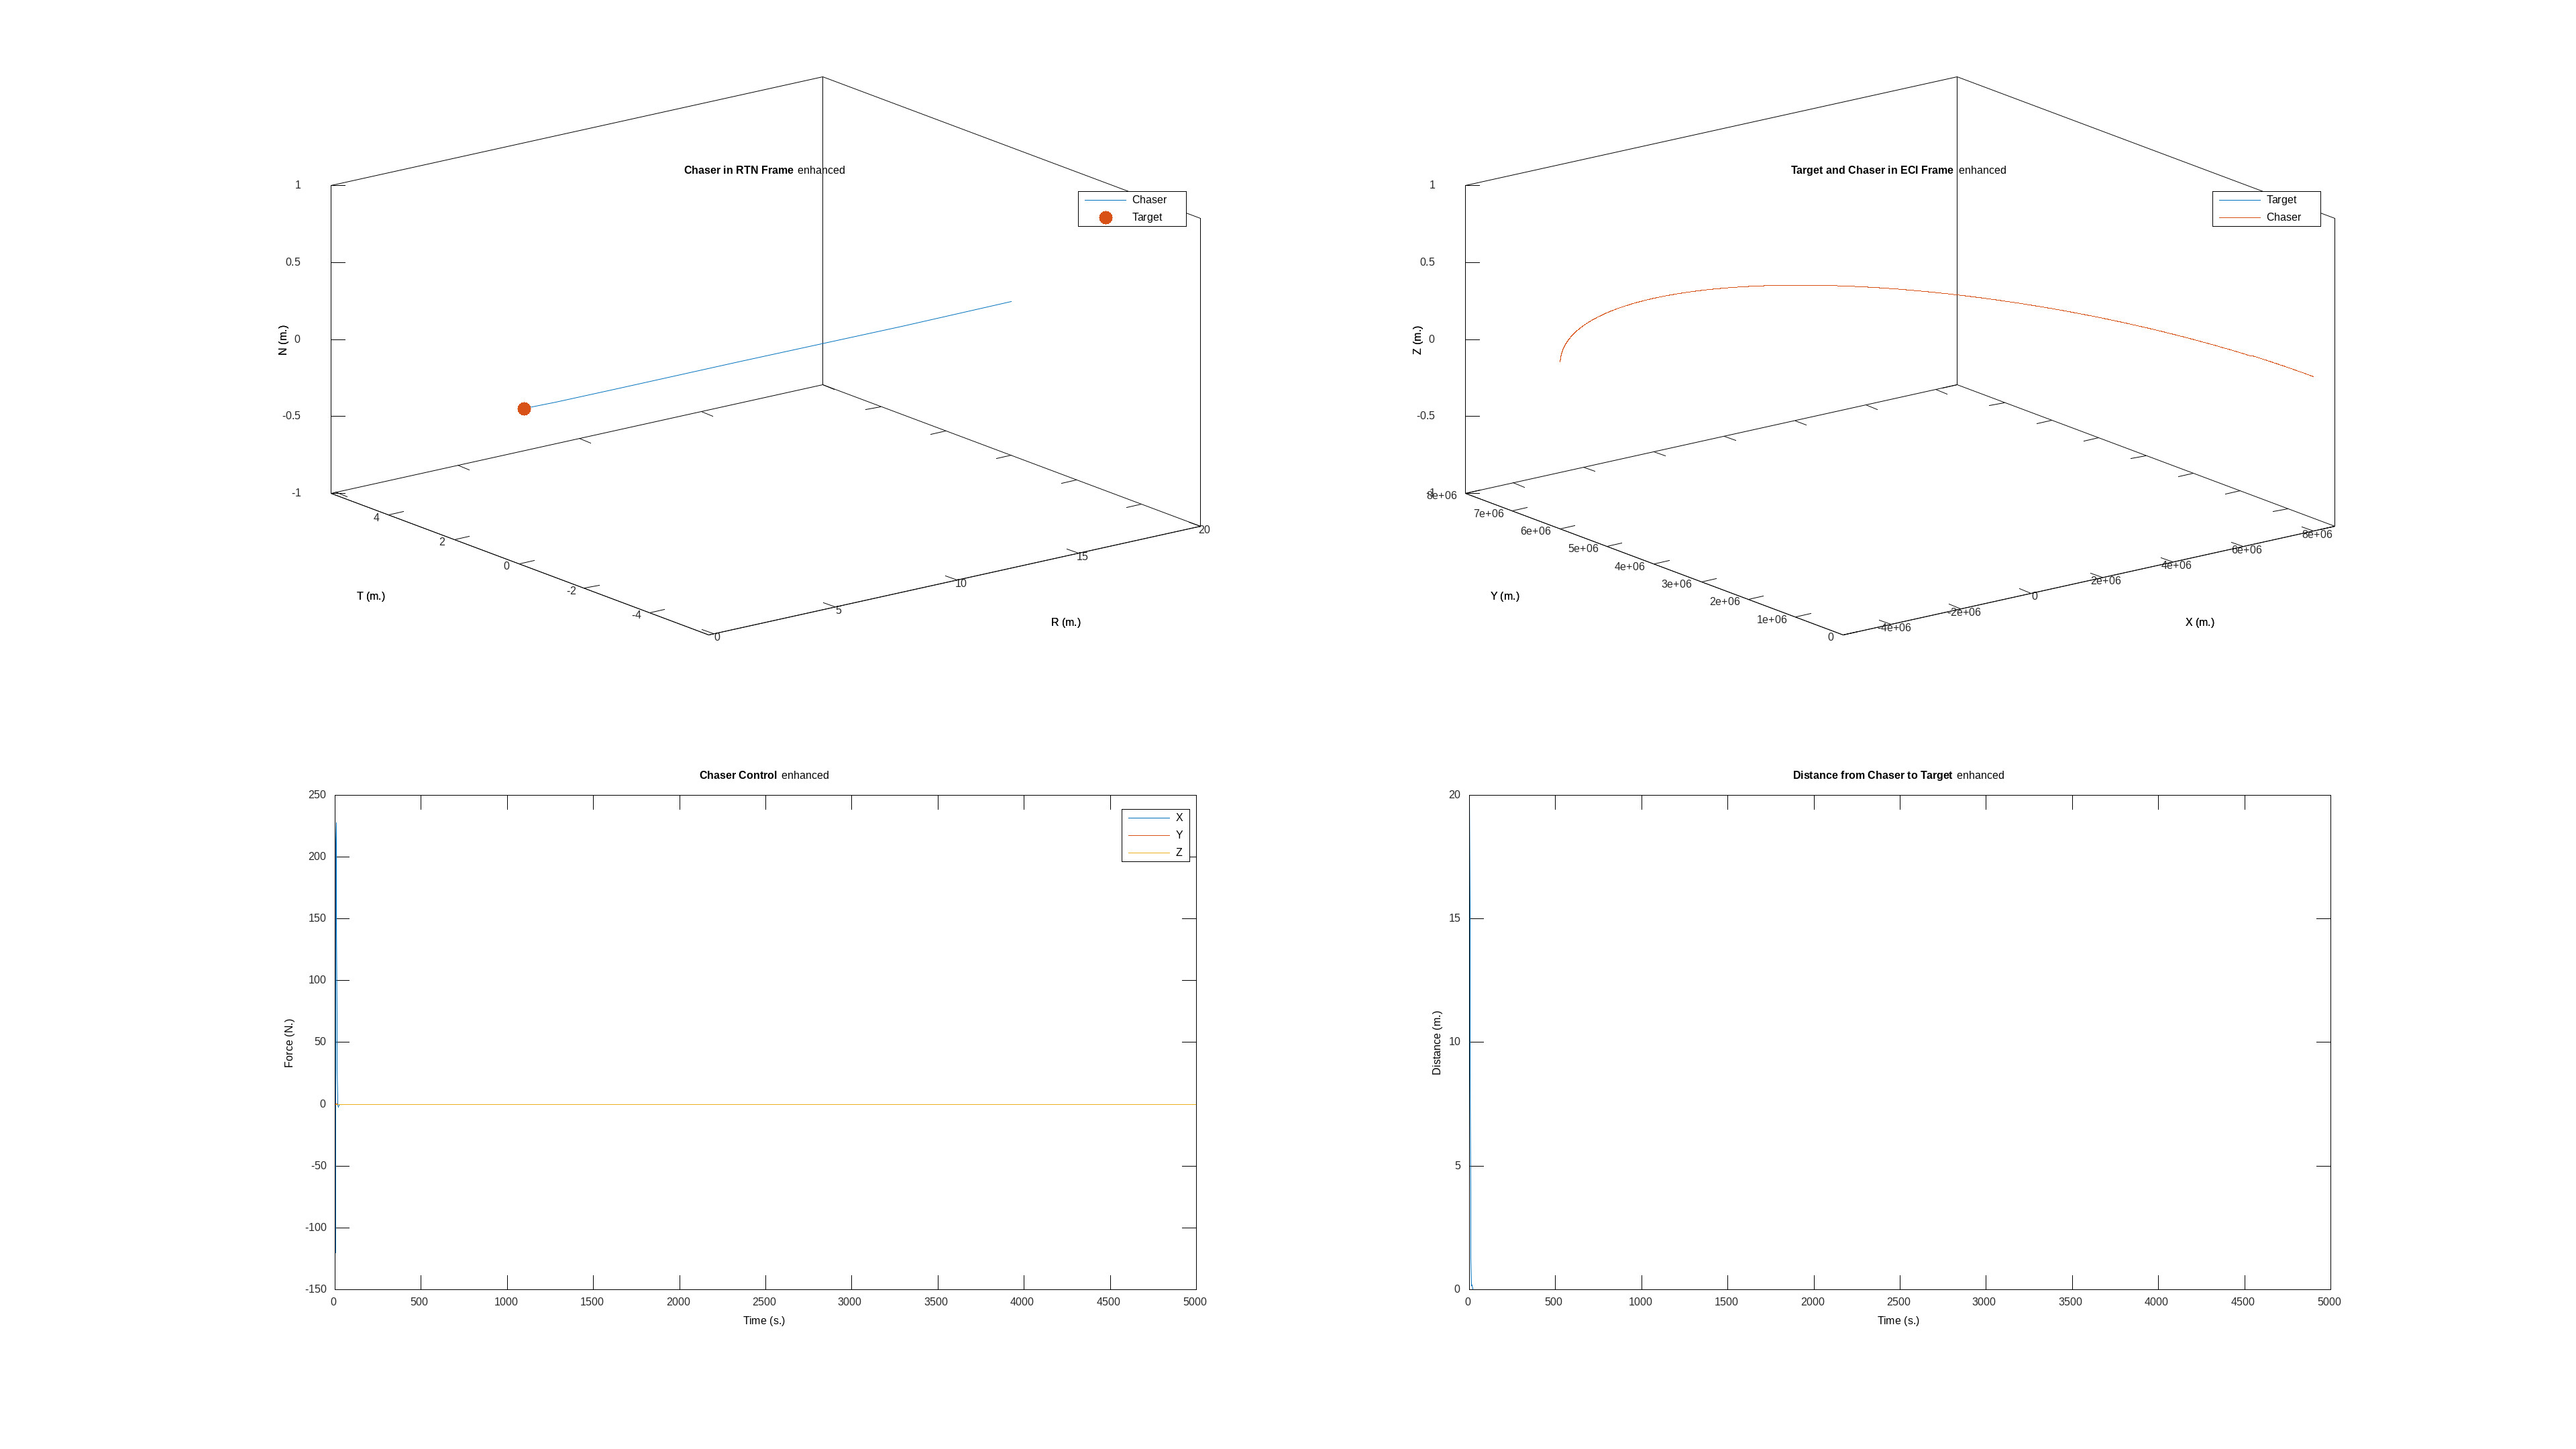 Chaser in RTN Frame enhanced
Chaser
Target
1
0.5
0
-0.5
-1
N (m.)
4
2
0
-2
-4
T (m.)
0
5
10
15
20
R (m.)
Target and Chaser in ECI Frame enhanced
Target
Chaser
1
0.5
0
-0.5
-1
Z (m.)
8e+06
7e+06
6e+06
5e+06
4e+06
3e+06
2e+06
1e+06
0
Y (m.)
-4e+06
-2e+06
0
2e+06
4e+06
6e+06
8e+06
X (m.)
Chaser Control enhanced
X
Y
Z
250
200
150
100
50
0
-50
-100
-150
Force (N.)
0 500 1000 1500 2000 2500 3000 3500 4000 4500 5000
Time (s.)
Distance from Chaser to Target enhanced
20
15
10
5
0
Distance (m.)
0 500 1000 1500 2000 2500 3000 3500 4000 4500 5000
Time (s.)